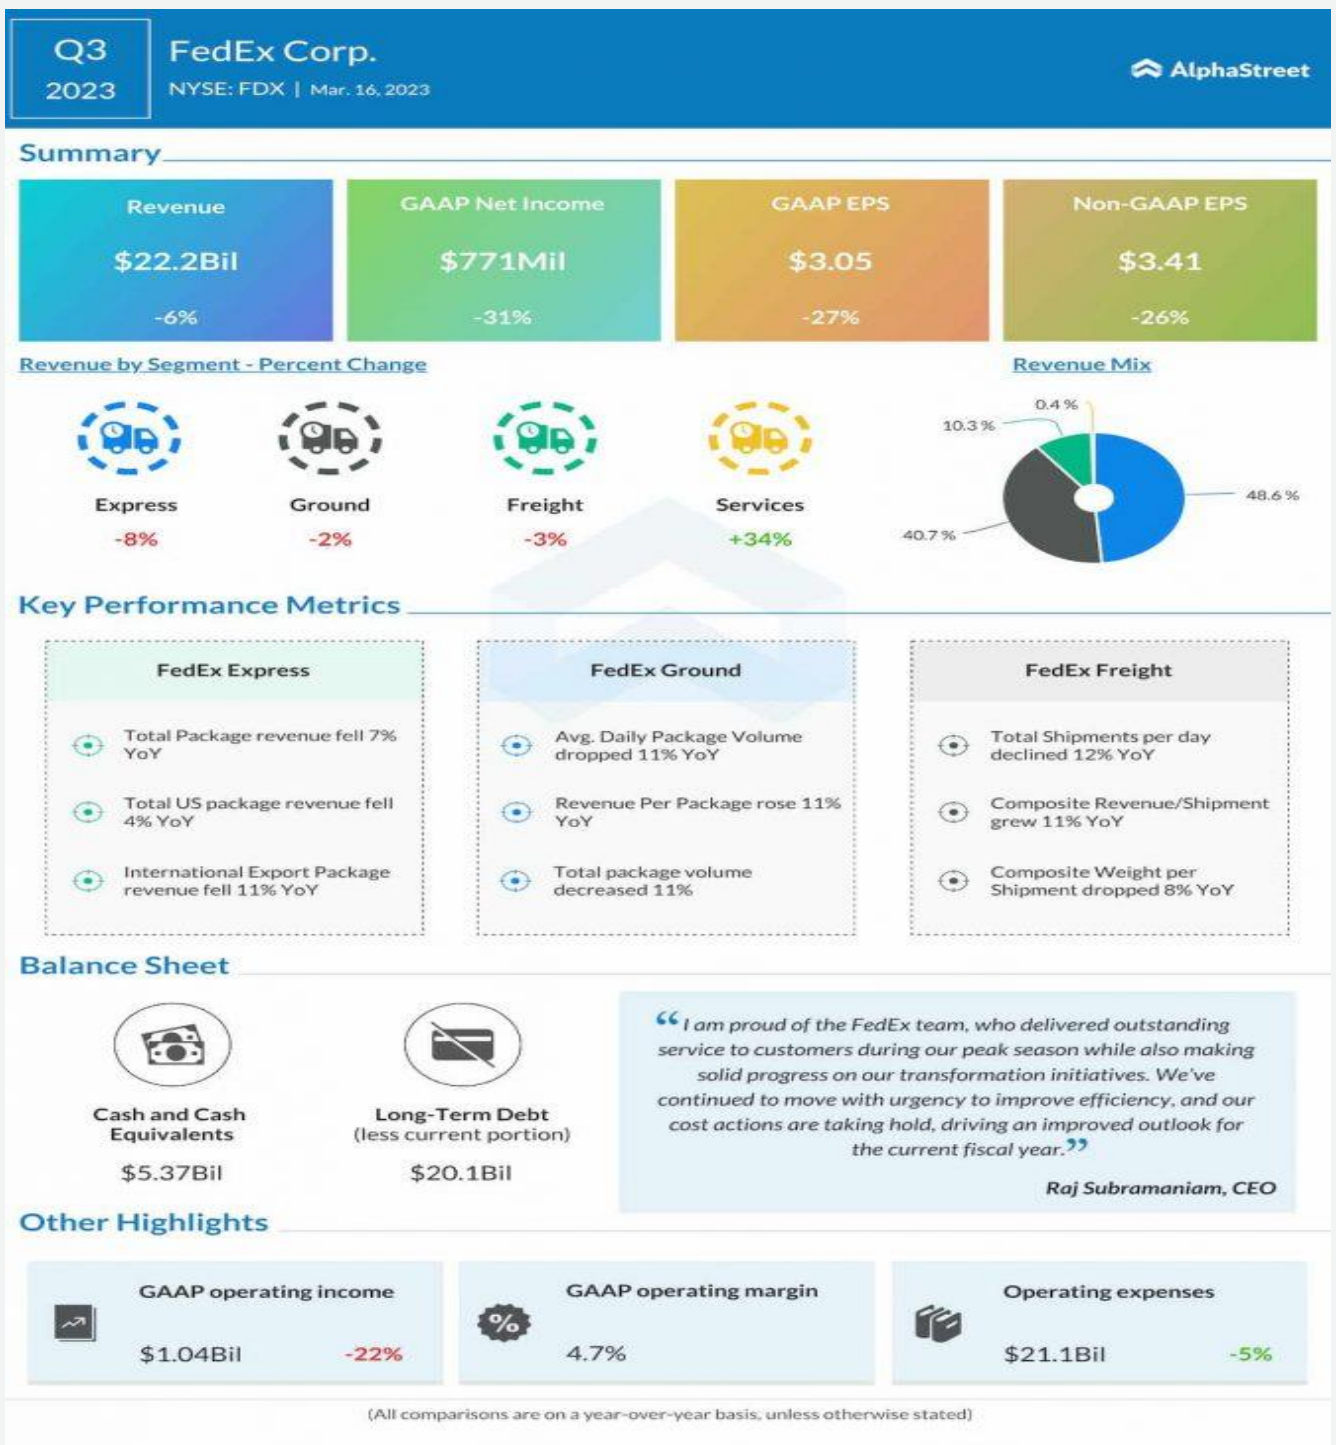 Q3
2023
FedEx Corp.
NYSE: FDX | Mar. 16, 2023
AlphaStreet
Summary
Revenue
$22.2Bil
-6%
GAAP Net Income
$771Mil
-31%
GAAP EPS
$3.05
-27%
Non-GAAP EPS
$3.41
-26%
Revenue by Segment - Percent Change
Express
-8%
Ground
-2%
Freight
-3%
Services
+34%
Revenue Mix
0.4 %
10.3 %
48.6 %
40.7 %
Key Performance Metrics
FedEx Express
Total Package revenue fell 7%
YoY
Total US package revenue fell
4% YoY
International Export Package
revenue fell 11% YoY
FedEx Ground
Avg. Daily Package Volume
dropped 11% YoY
Revenue Per Package rose 11%
YoY
Total package volume
decreased 11%
FedEx Freight
Total Shipments per day
declined 12% YoY
Composite Revenue/Shipment
grew 11% YoY
Composite Weight per
Shipment dropped 8% YoY
Balance Sheet
Cash and Cash
Equivalents
$5.37Bil
Long-Term Debt
(less current portion)
$20.1Bil
“I am proud of the FedEx team, who delivered outstanding
service to customers during our peak season while also making
solid progress on our transformation initiatives. We’ve
continued to move with urgency to improve efficiency, and our
cost actions are taking hold, driving an improved outlook for
the current fiscal year.”
Raj Subramaniam, CEO
Other Highlights
GAAP operating income
$1.04Bil -22%
%
GAAP operating margin
4.7%
Operating expenses
$21.1Bil -5%
(All comparisons are on a year-over-year basis, unless otherwise stated)